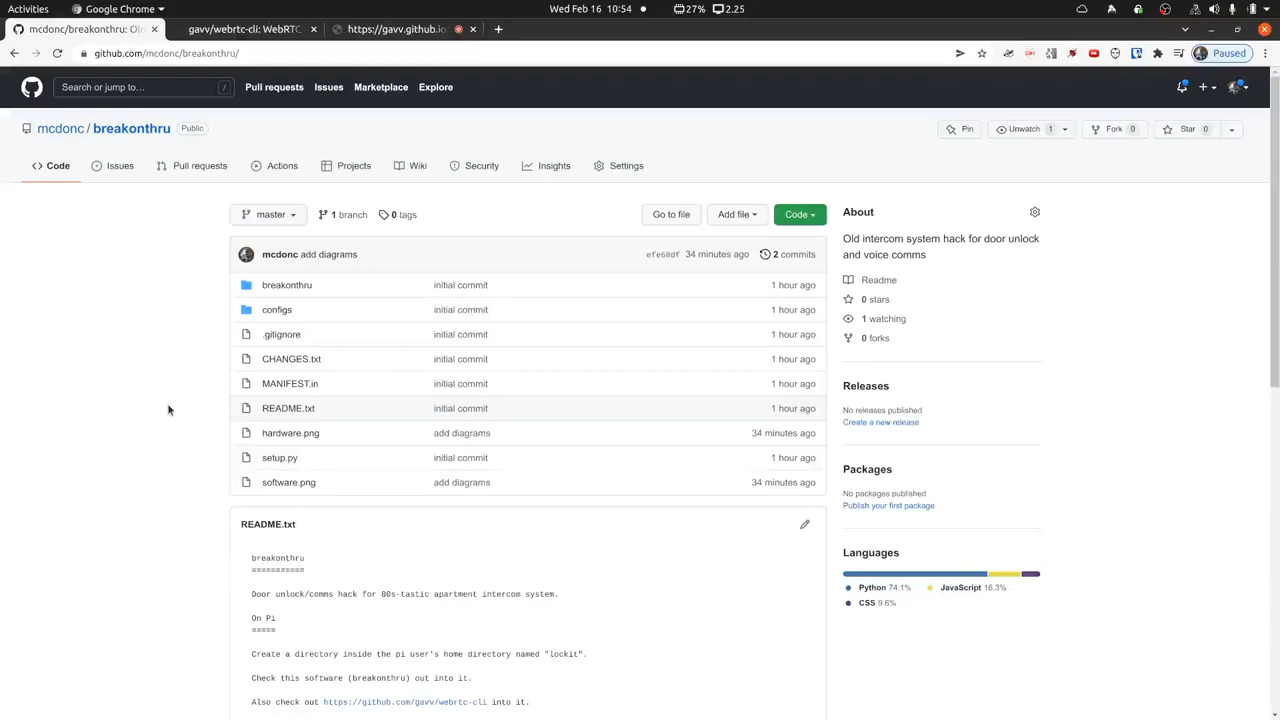 Activities
Google Chrome
Wed Feb 16 10:54
27%
2.25
mcdonc/breakonthru: Old
gavv/webrtc-cli: WebRTC
https://gavv.github.io
github.com/mcdonc/breakonthru/
Paused
Search or jump to…
/
Pull requests
Issues
Marketplace
Explore
mcdonc / breakonthru
Public
Pin
Unwatch 1
Fork 0
Star 0
Code
Issues
Pull requests
Actions
Projects
Wiki
Security
Insights
Settings
master
1 branch
0 tags
Go to file
Add file
Code
mcdonc add diagrams
efe68df 34 minutes ago
2 commits
breakonthru initial commit 1 hour ago
configs initial commit 1 hour ago
.gitignore initial commit 1 hour ago
CHANGES.txt initial commit 1 hour ago
MANIFEST.in initial commit 1 hour ago
README.txt initial commit 1 hour ago
hardware.png add diagrams 34 minutes ago
setup.py initial commit 1 hour ago
software.png add diagrams 34 minutes ago
README.txt
breakonthru
===========
Door unlock/comms hack for 80s-tastic apartment intercom system.
On Pi
=====
Create a directory inside the pi user's home directory named "lockit".
Check this software (breakonthru) out into it.
Also check out https://github.com/gavv/webrtc-cli into it.
About
Old intercom system hack for door unlock
and voice comms
Readme
0 stars
1 watching
0 forks
Releases
No releases published
Create a new release
Packages
No packages published
Publish your first package
Languages
Python 74.1%
JavaScript 16.3%
CSS 9.6%